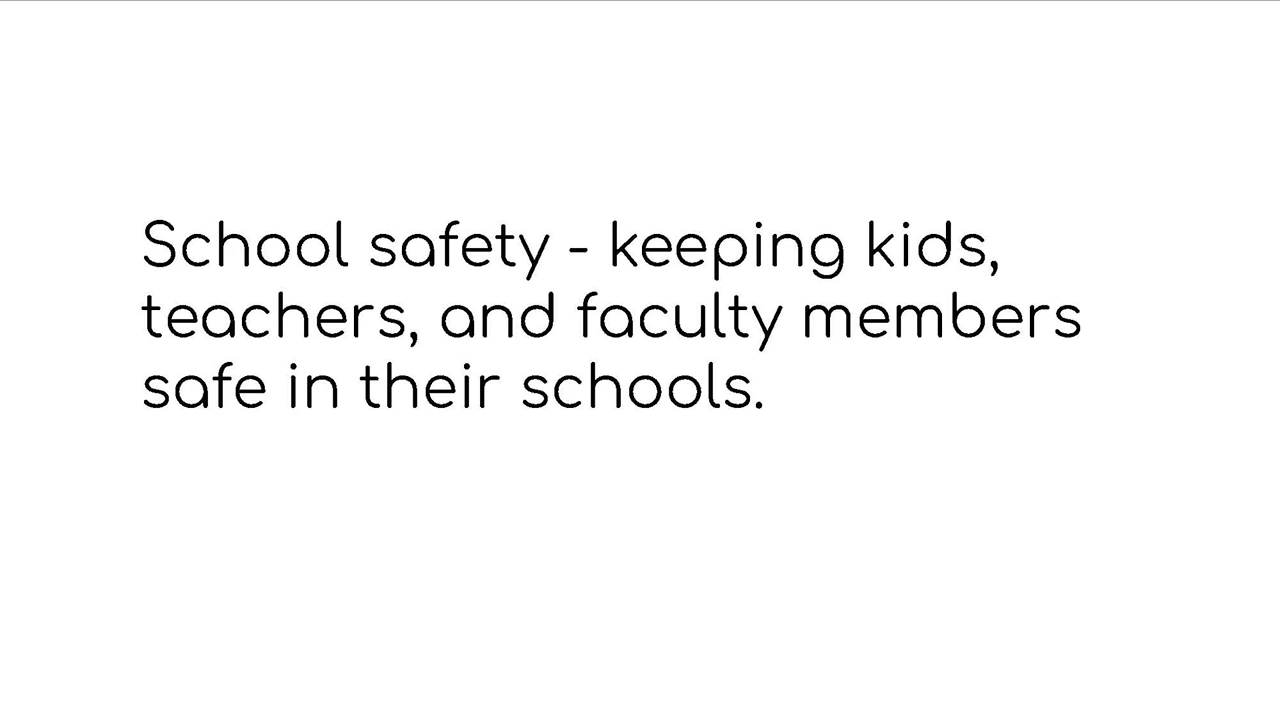 School safety - keeping kids,
teachers, and faculty members
safe in their schools.